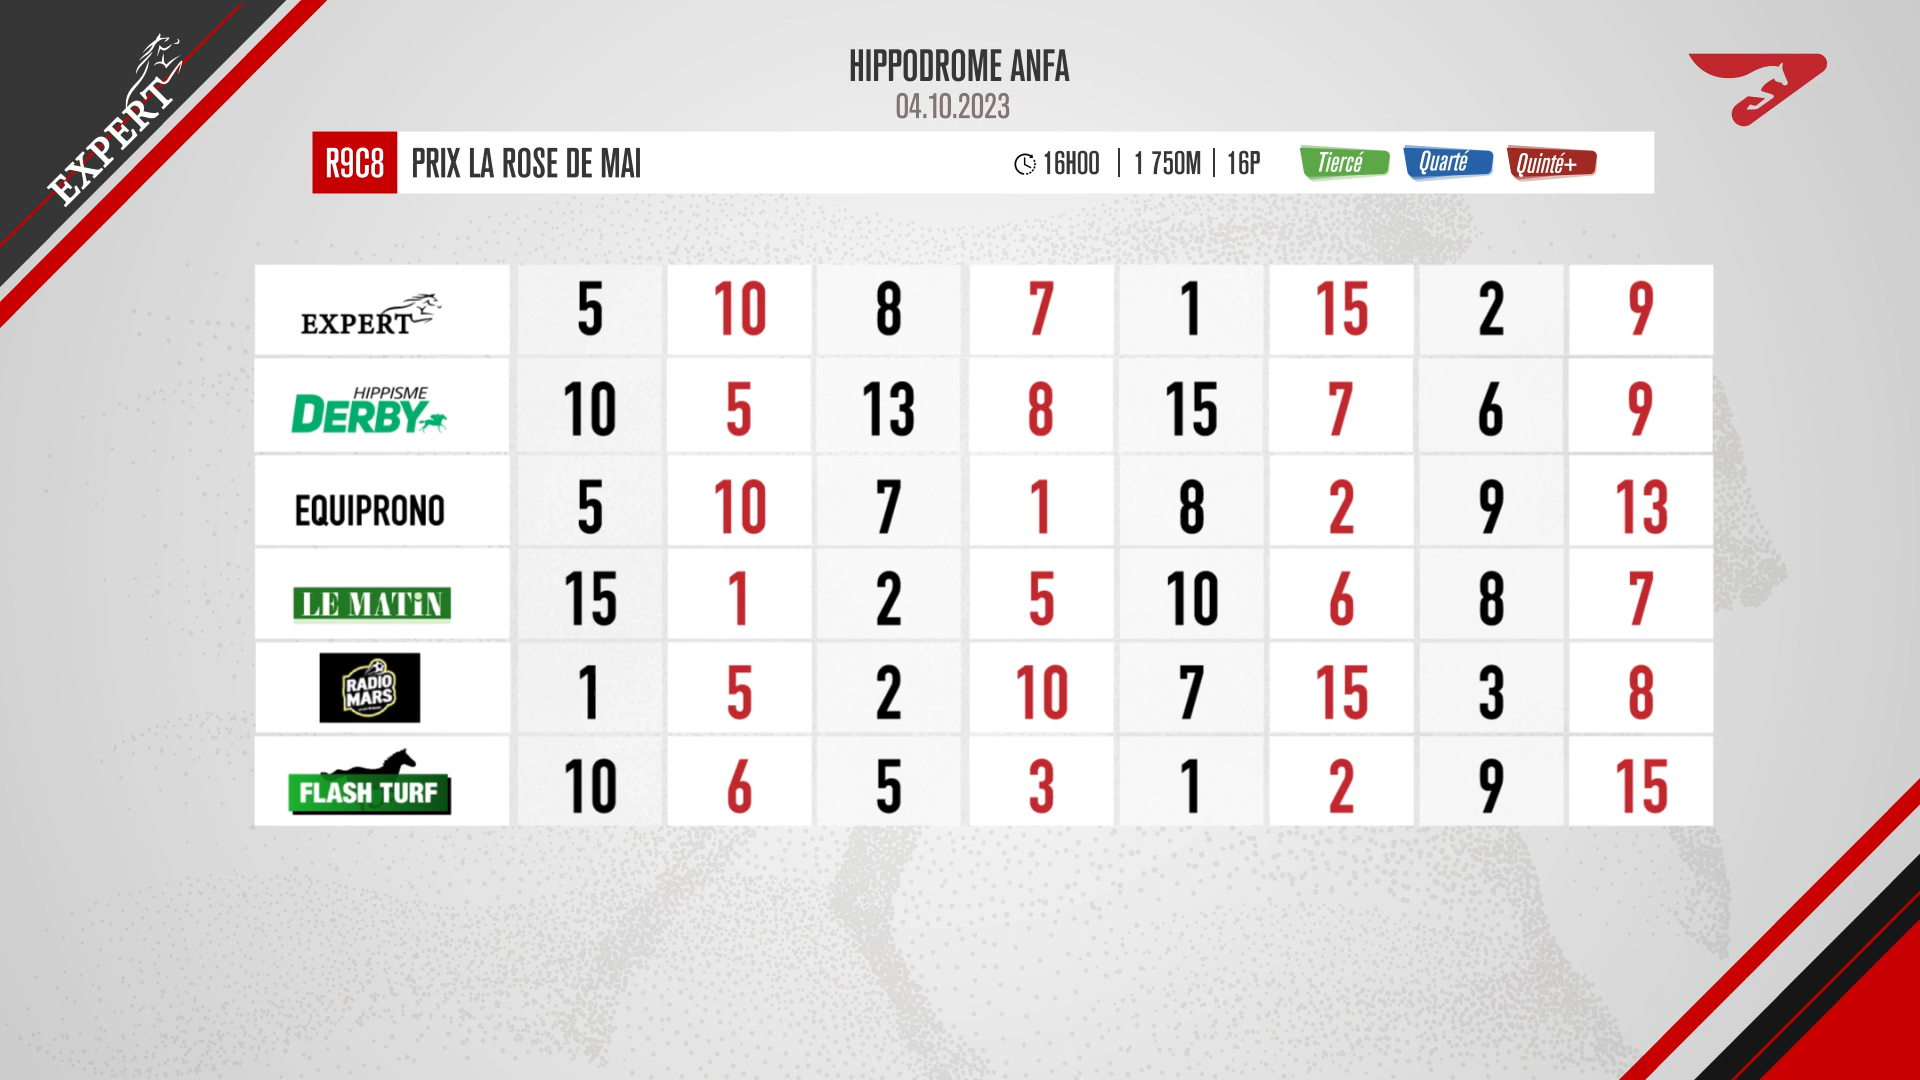 EXPERT
HIPPODROME ANFA
04.10.2023
R9C8 PRIX LA ROSE DE MAI 16H00 | 1 750M | 16P Tiercé Quarté Quinté+
EXPERT 5 10 8 7 1 15 2 9
HIPPISME
DERBY 10 5 13 8 15 7 6 9
EQUIPRONO 5 10 7 1 8 2 9 13
LE MATiN 15 1 2 5 10 6 8 7
RADIO
MARS 1 5 2 10 7 15 3 8
FLASH TURF 10 6 5 3 1 2 9 15